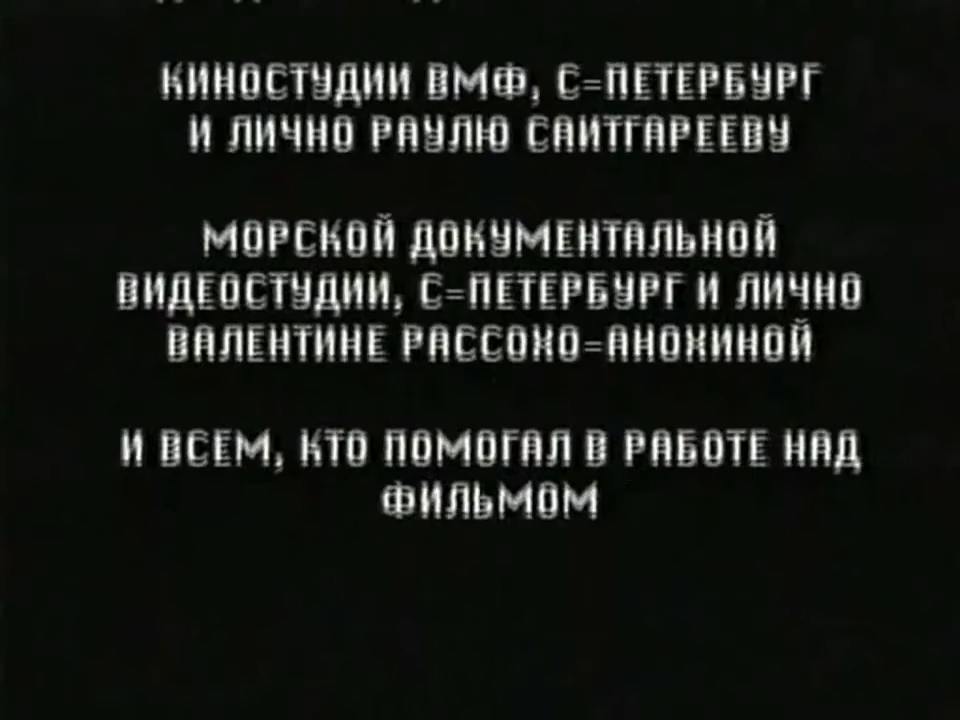 КИНОСТУДИИ ВМФ, С=ПЕТЕРБУРГ
И ЛИЧНО РАУЛЮ САИТГАРЕЕВУ
МОРСКОЙ ДОКУМЕНТАЛЬНОЙ
ВИДЕОСТУДИИ, С=ПЕТЕРБУРГ И ЛИЧНО
ВАЛЕНТИНЕ РАССОХО=АНОХИНОЙ
И ВСЕМ, КТО ПОМОГАЛ В РАБОТЕ НАД
ФИЛЬМОМ